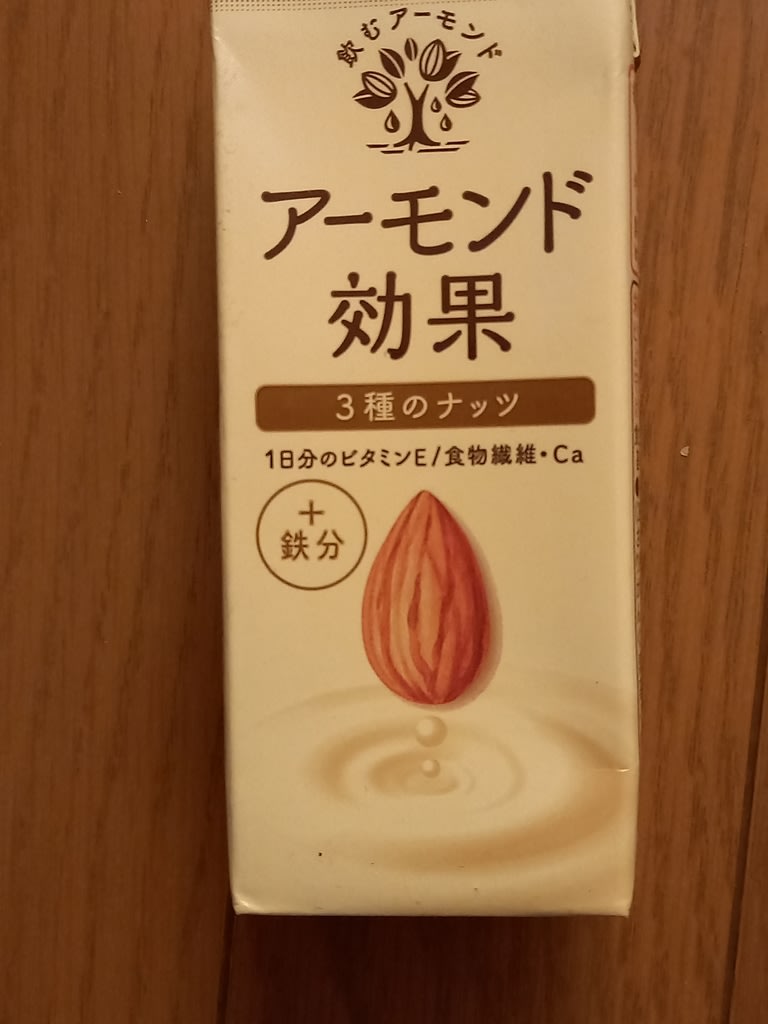 飲むアーモンド
アーモンド
効果
3種のナッツ
1日分のビタミンE/食物繊維・Ca
+
鉄分